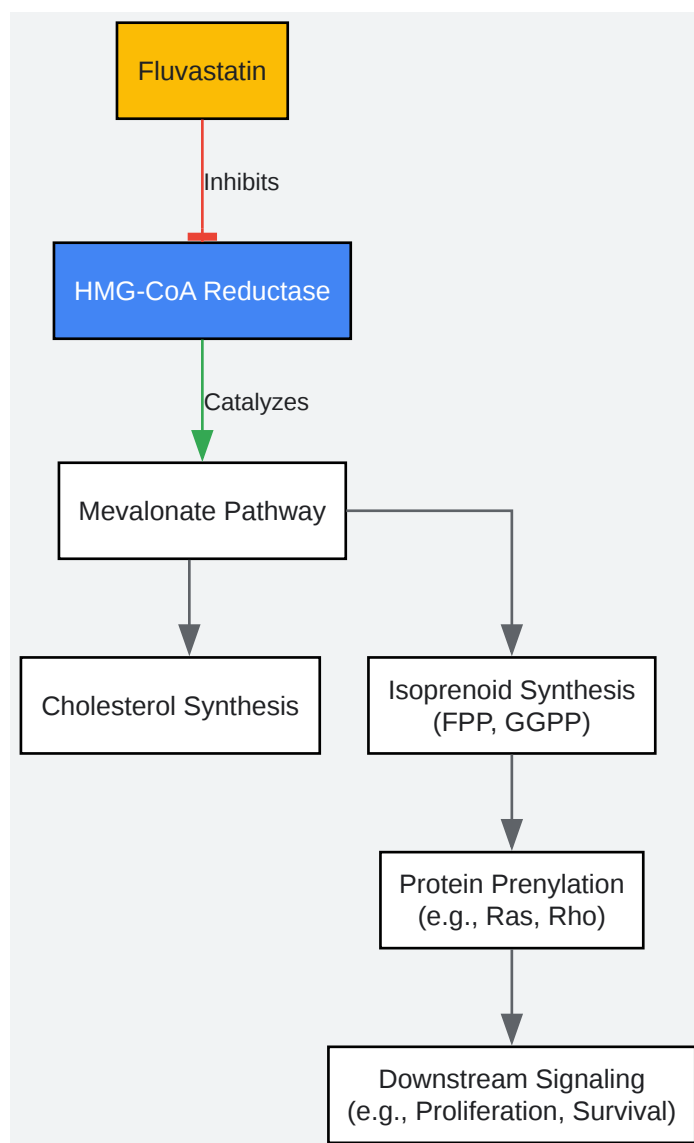 Fluvastatin
Inhibits
HMG-CoA Reductase
Catalyzes
Mevalonate Pathway
Cholesterol Synthesis
Isoprenoid Synthesis
(FPP, GGPP)
Protein Prenylation
(e.g., Ras, Rho)
Downstream Signaling
(e.g., Proliferation, Survival)